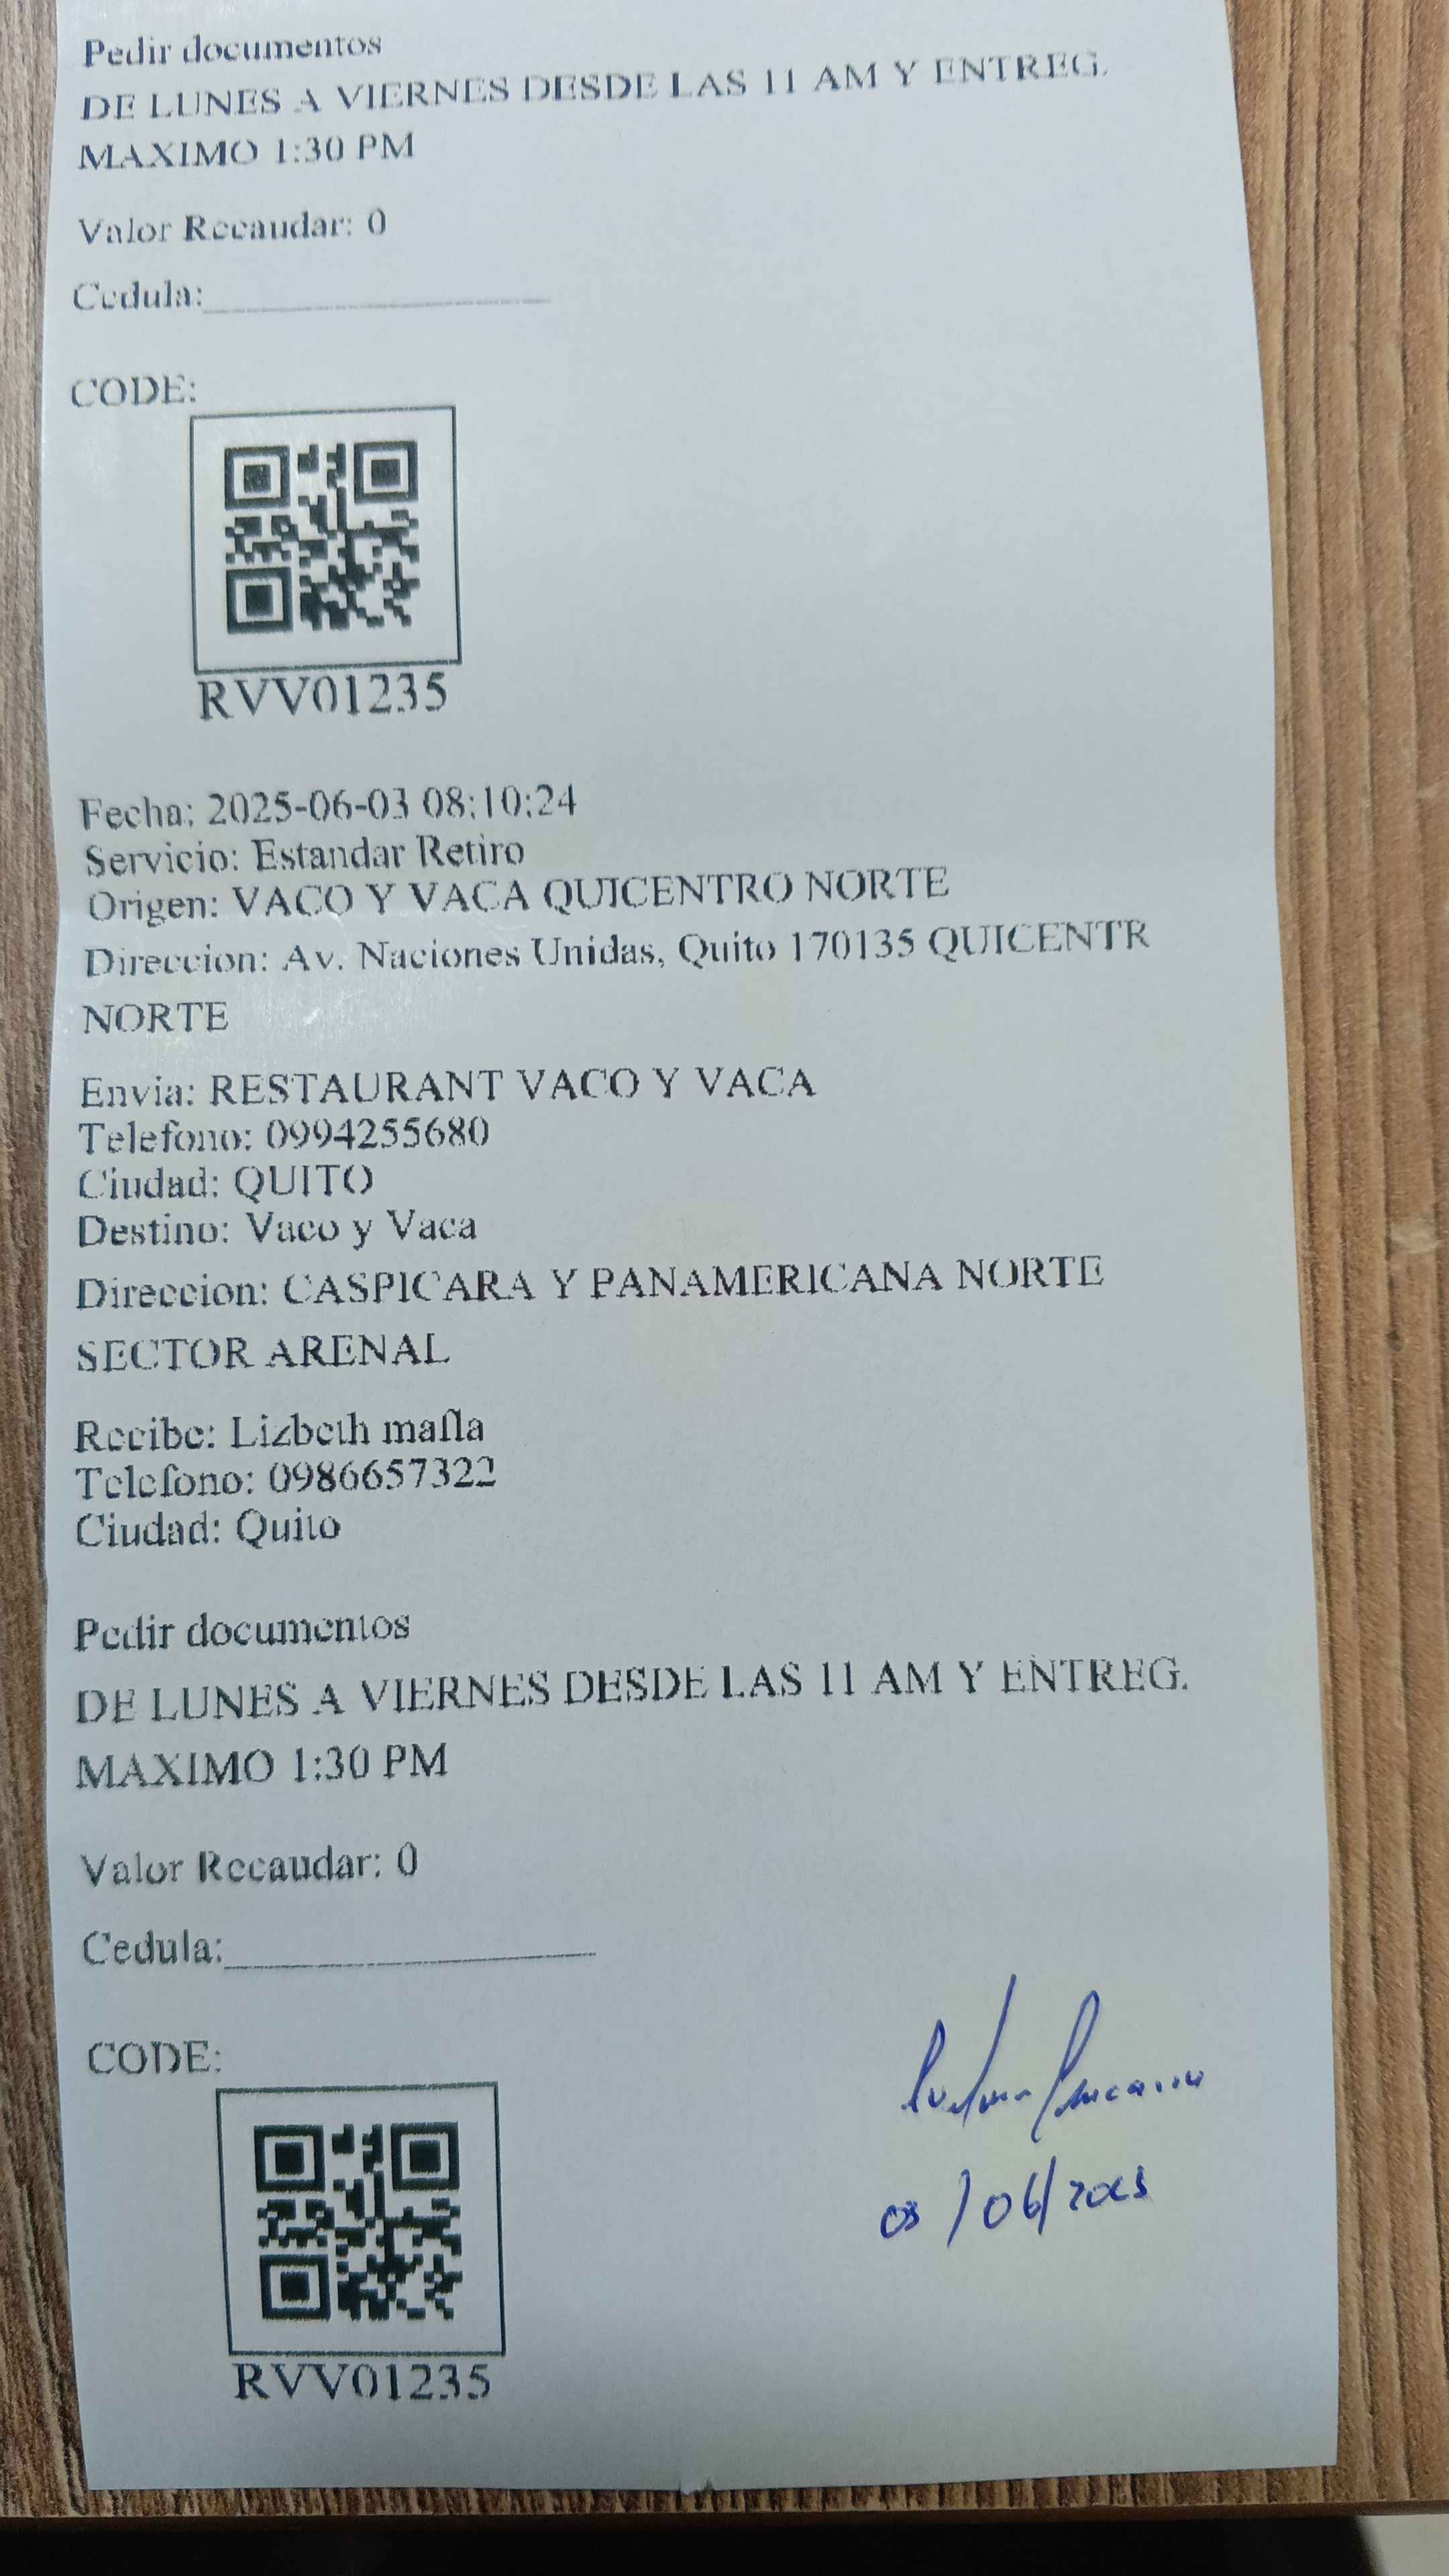 Pedir documentos
DE LUNES A VIERNES DESDE LAS 11 AM Y ENTREG.
MAXIMO 1:30 PM
Valor Recaudar: 0
Cedula:
CODE:
RVV01235
Fecha: 2025-06-03 08:10:24
Servicio: Estandar Retiro
Origen: VACO Y VACA QUICENTRO NORTE
Direccion: Av. Naciones Unidas, Quito 170135 QUICENTR
NORTE
Envia: RESTAURANT VACO Y VACA
Telefono: 0994255680
Ciudad: QUITO
Destino: Vaco y Vaca
Direccion: CASPICARA Y PANAMERICANA NORTE
SECTOR ARENAL
Recibe: Lizbeth mafla
Telefono: 0986657322
Ciudad: Quito
Pedir documentos
DE LUNES A VIERNES DESDE LAS 11 AM Y ENTREG.
MAXIMO 1:30 PM
Valor Recaudar: 0
Cedula:
CODE:
03/06/2025
RVV01235